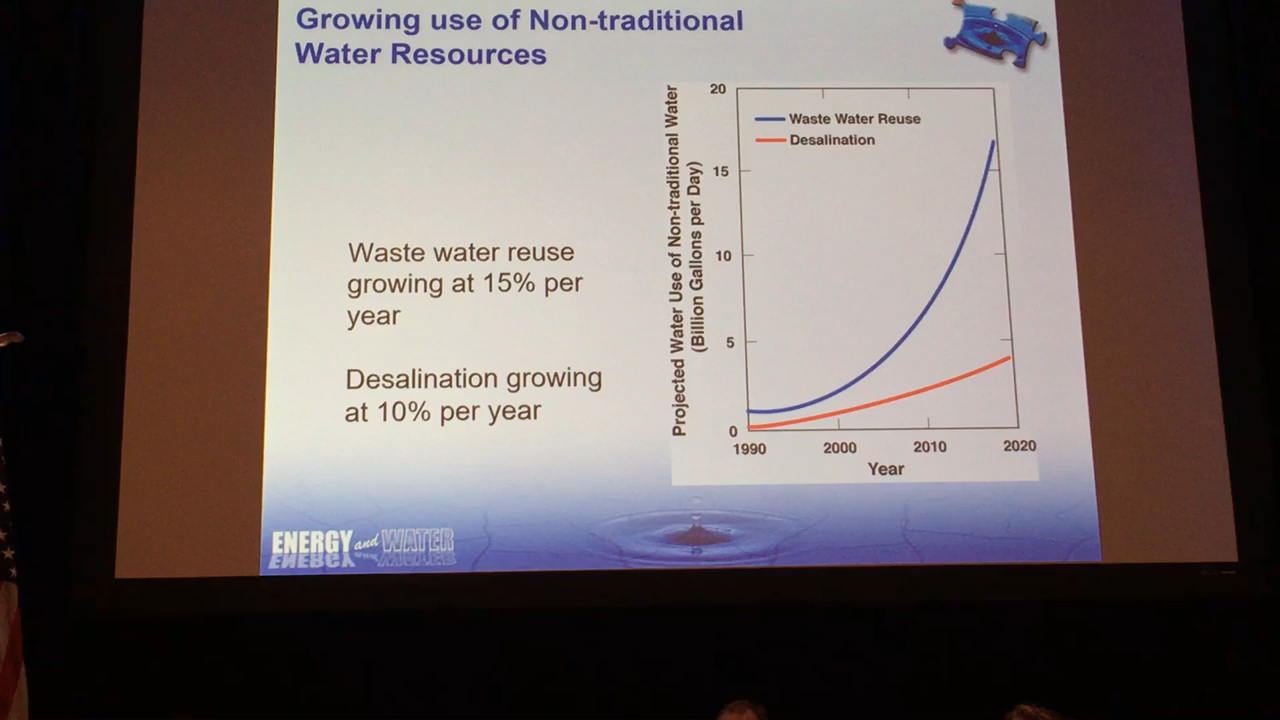 Growing use of Non-traditional
Water Resources
Waste water reuse
growing at 15% per
year
Desalination growing
at 10% per year
Projected Water Use of Non-traditional Water
(Billion Gallons per Day)
20
15
10
5
0
Waste Water Reuse
Desalination
1990 2000 2010 2020
Year
ENERGY and WATER